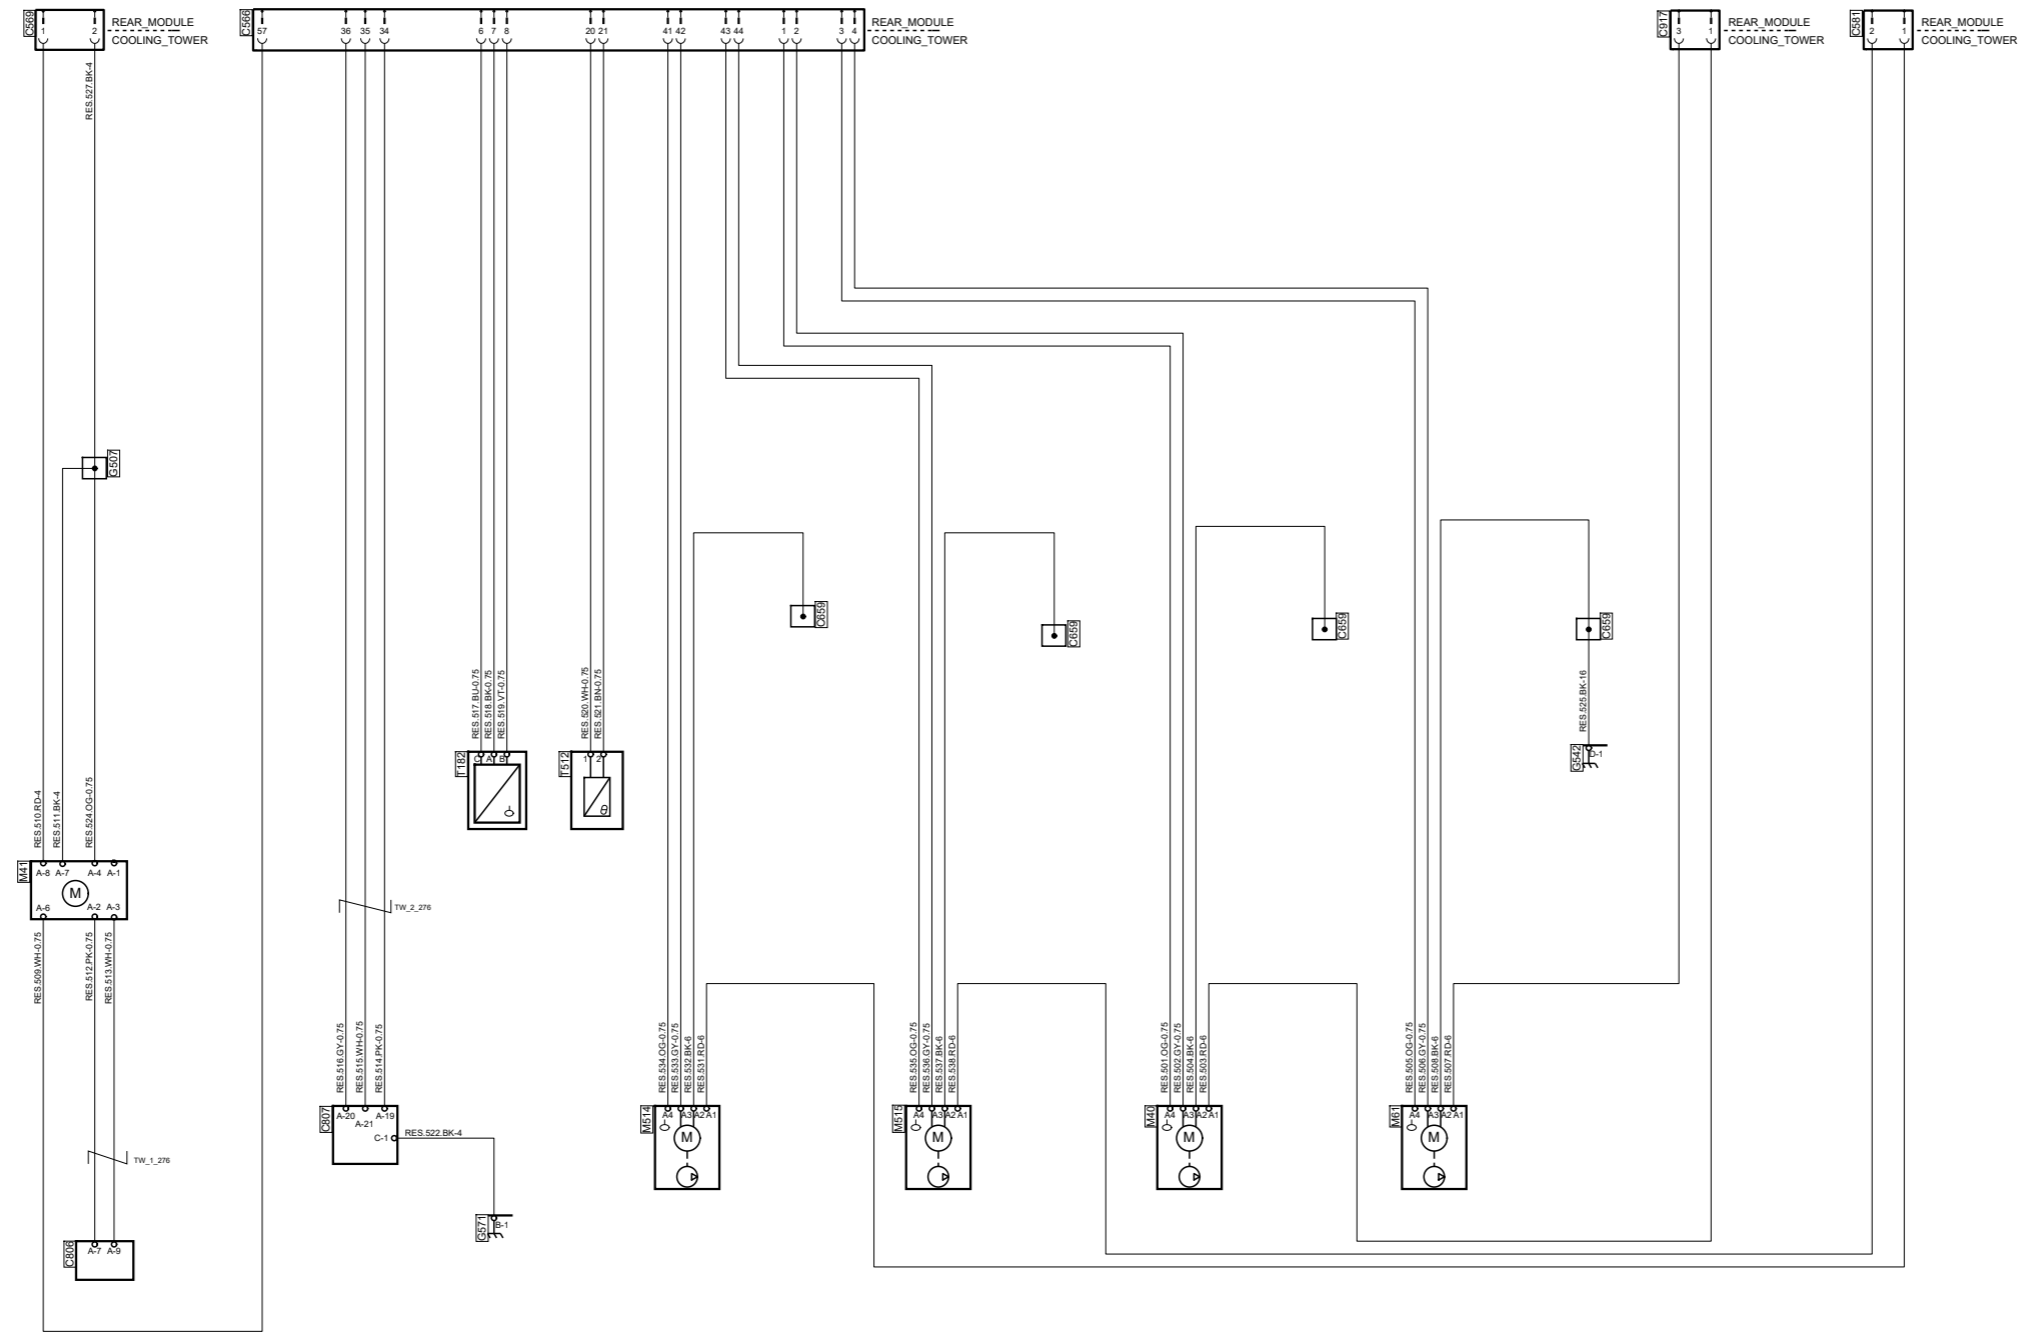 C569
1
2
REAR_MODULE
COOLING_TOWER
C566
57
36
35
34
6
7
8
20
21
41
42
43
44
1
2
3
4
REAR_MODULE
COOLING_TOWER
C917
3
1
REAR_MODULE
COOLING_TOWER
C581
2
1
REAR_MODULE
COOLING_TOWER
RES.527.BK-4
G507
C659
C659
C659
C659
RES.517.BU-0.75
RES.518.BK-0.75
RES.519.VT-0.75
RES.520.WH-0.75
RES.521.BN-0.75
RES.525.BK-16
T182
C
A
B
T512
1
2
G542
D-1
RES.510.RD-4
RES.511.BK-4
RES.524.OG-0.75
M41
A-8
A-7
A-4
A-1
M
A-6
A-2
A-3
TW_2_276
RES.509.WH-0.75
RES.512.PK-0.75
RES.513.WH-0.75
RES.516.GY-0.75
RES.515.WH-0.75
RES.514.PK-0.75
RES.534.OG-0.75
RES.533.GY-0.75
RES.532.BK-6
RES.531.RD-6
RES.535.OG-0.75
RES.536.GY-0.75
RES.537.BK-6
RES.538.RD-6
RES.501.OG-0.75
RES.502.GY-0.75
RES.504.BK-6
RES.503.RD-6
RES.505.OG-0.75
RES.506.GY-0.75
RES.508.BK-6
RES.507.RD-6
C807
A-20
A-21
A-19
C-1
RES.522.BK-4
M514
A4
A3
A2
A1
M
M515
A4
A3
A2
A1
M
M40
A4
A3
A2
A1
M
M61
A4
A3
A2
A1
M
TW_1_276
G571
B-1
C806
A-7
A-9